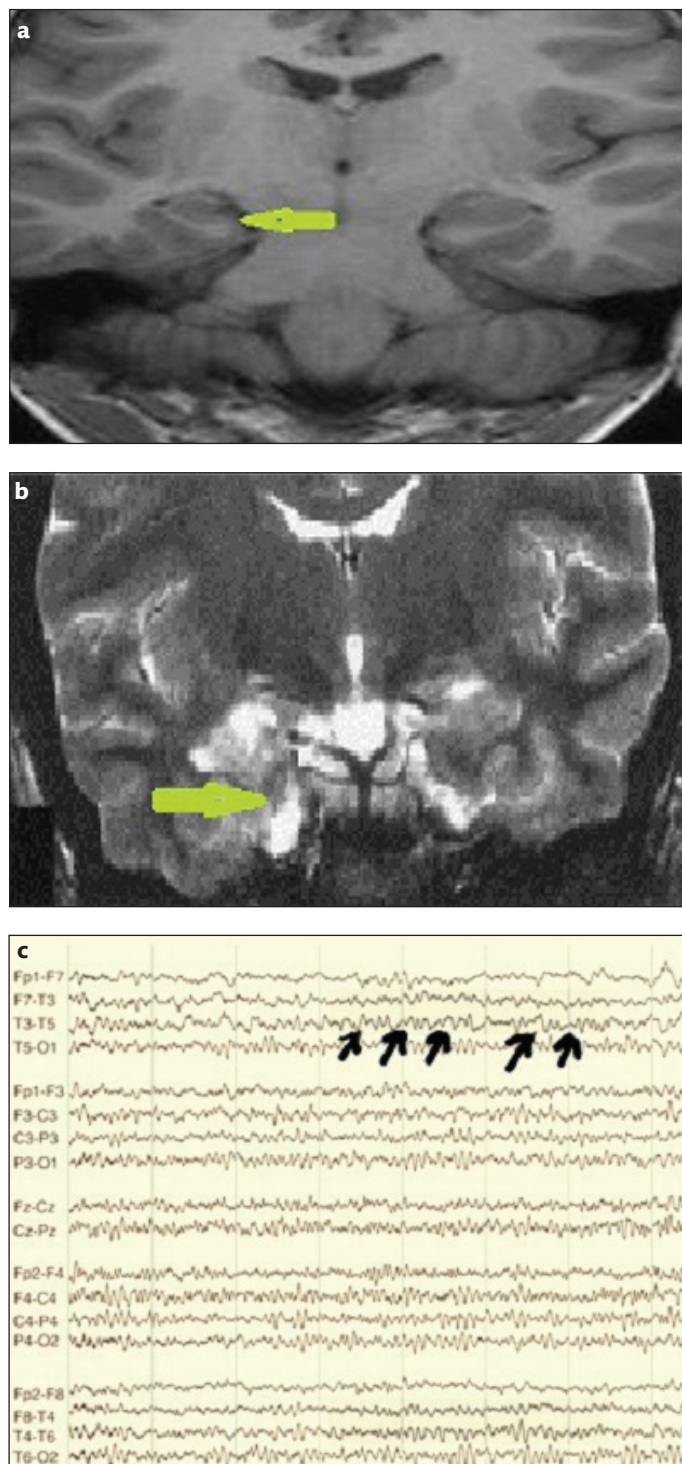 a
b
c
Fp1-F7
F7-T3
T3-T5
T5-O1
Fp1-F3
F3-C3
C3-P3
P3-O1
Fz-Cz
Cz-Pz
Fp2-F4
F4-C4
C4-P4
P4-O2
Fp2-F8
F8-T4
T4-T6
T6-O2